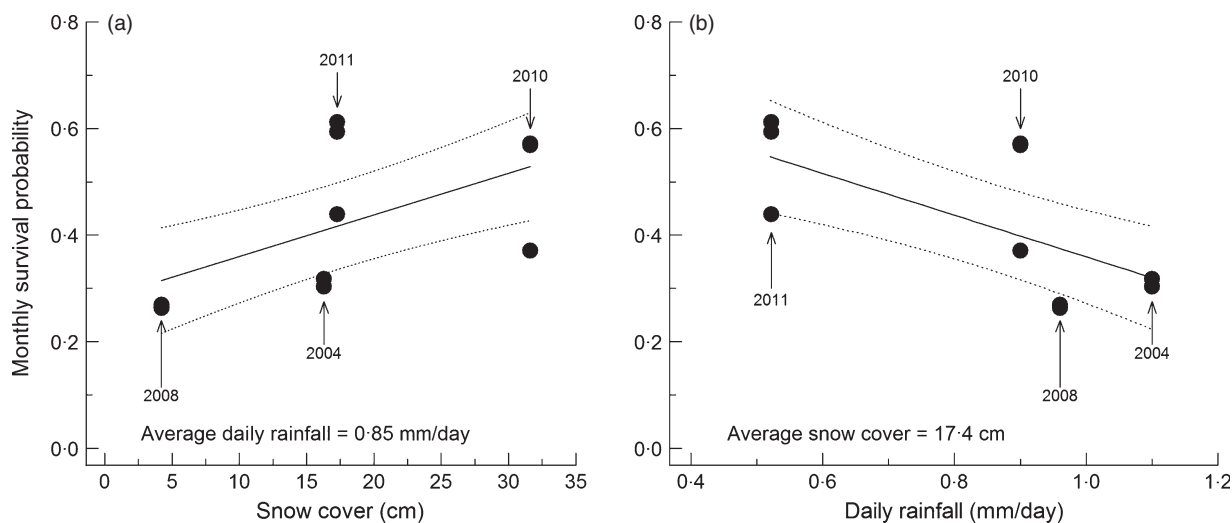 (a)
Monthly survival probability
0·8
0·6
0·4
0·2
0·0
2011
2010
2004
2008
Average daily rainfall = 0·85 mm/day
0 5 10 15 20 25 30 35
Snow cover (cm)
(b)
0·8
0·6
0·4
0·2
0·0
2010
2011
2004
2008
Average snow cover = 17·4 cm
0·4 0·6 0·8 1·0 1·2
Daily rainfall (mm/day)